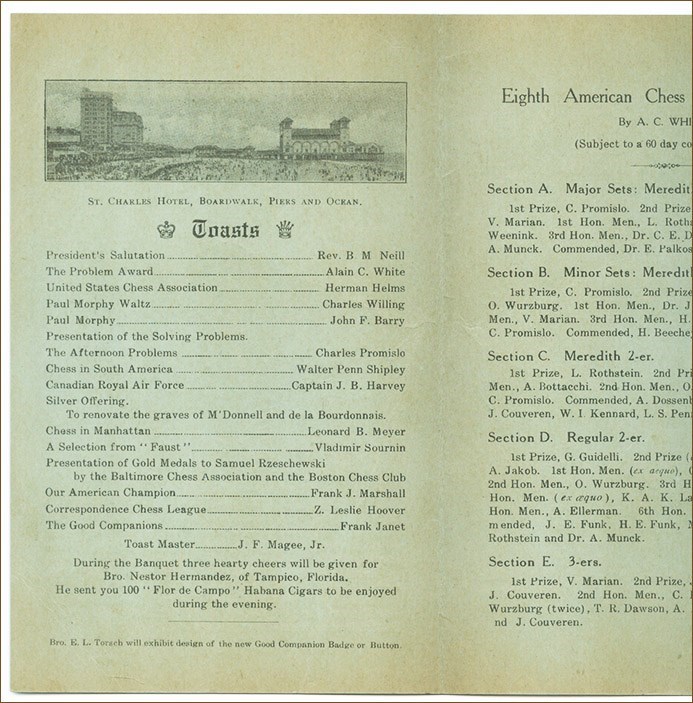 St. Charles Hotel, Boardwalk, Piers and Ocean.
Toasts
President's Salutation Rev. B M Neill
The Problem Award Alain C. White
United States Chess Association Herman Helms
Paul Morphy Waltz Charles Willing
Paul Morphy John F. Barry
Presentation of the Solving Problems.
The Afternoon Problems Charles Promislo
Chess in South America Walter Penn Shipley
Canadian Royal Air Force Captain J. B. Harvey
Silver Offering.
To renovate the graves of M'Donnell and de la Bourdonnais.
Chess in Manhattan Leonard B. Meyer
A Selection from "Faust" Vladimir Sournin
Presentation of Gold Medals to Samuel Rzeschewski
by the Baltimore Chess Association and the Boston Chess Club
Our American Champion Frank J. Marshall
Correspondence Chess League Z. Leslie Hoover
The Good Companions Frank Janet
Toast Master J. F. Magee, Jr.
During the Banquet three hearty cheers will be given for
Bro. Nestor Hernandez, of Tampico, Florida.
He sent you 100 "Flor de Campo" Habana Cigars to be enjoyed
during the evening.
Bro. E. L. Torsch will exhibit design of the new Good Companion Badge or Button.
Eighth American Chess
By A. C. WHI
(Subject to a 60 day co
Section A. Major Sets: Meredit
1st Prize, C. Promislo. 2nd Prize
V. Marian. 1st Hon. Men., L. Roths
Weenink. 3rd Hon. Men., Dr. C. E. D
A. Munck. Commended, Dr. E. Palkos
Section B. Minor Sets: Meredith
1st Prize, C. Promislo. 2nd Prize
O. Wurzburg. 1st Hon. Men., Dr. J
Men., V. Marian. 3rd Hon. Men., H.
C. Promislo. Commended, H. Beeche
Section C. Meredith 2-er.
1st Prize, L. Rothstein. 2nd Pri
Men., A. Bottacchi. 2nd Hon. Men., O.
C. Promislo. Commended, A. Dossenb
J. Couveren, W. I. Kennard, L. S. Pen
Section D. Regular 2-er.
1st Prize, G. Guidelli. 2nd Prize (
A. Jakob. 1st Hon. Men. (ex æquo), C
2nd Hon. Men., O. Wurzburg. 3rd H
Hon. Men. (ex æquo), K. A. K. La
Hon. Men., A. Ellerman. 6th Hon.
mended, J. E. Funk, H. E. Funk,
Rothstein and Dr. A. Munck.
Section E. 3-ers.
1st Prize, V. Marian. 2nd Prize,
J. Couveren. 2nd Hon. Men., C.
Wurzburg (twice), T. R. Dawson, A.
nd J. Couveren.